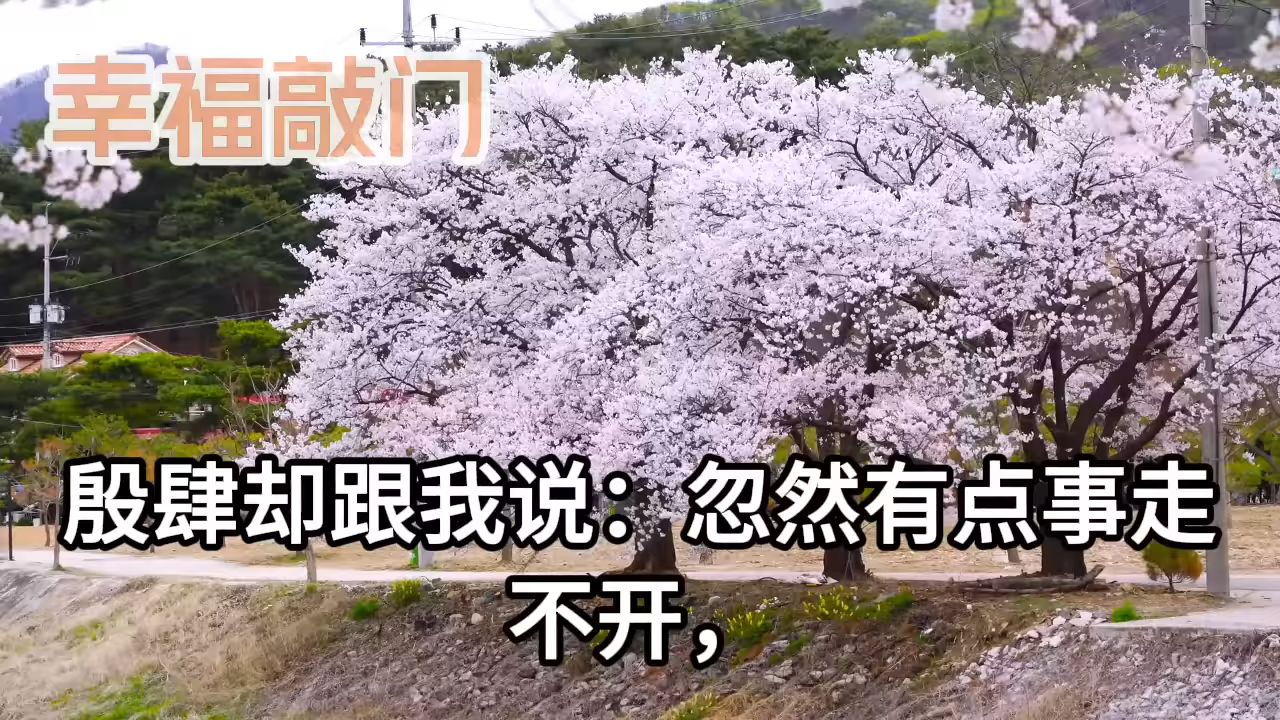 幸福敲门
殷肆却跟我说：忽然有点事走
不开，